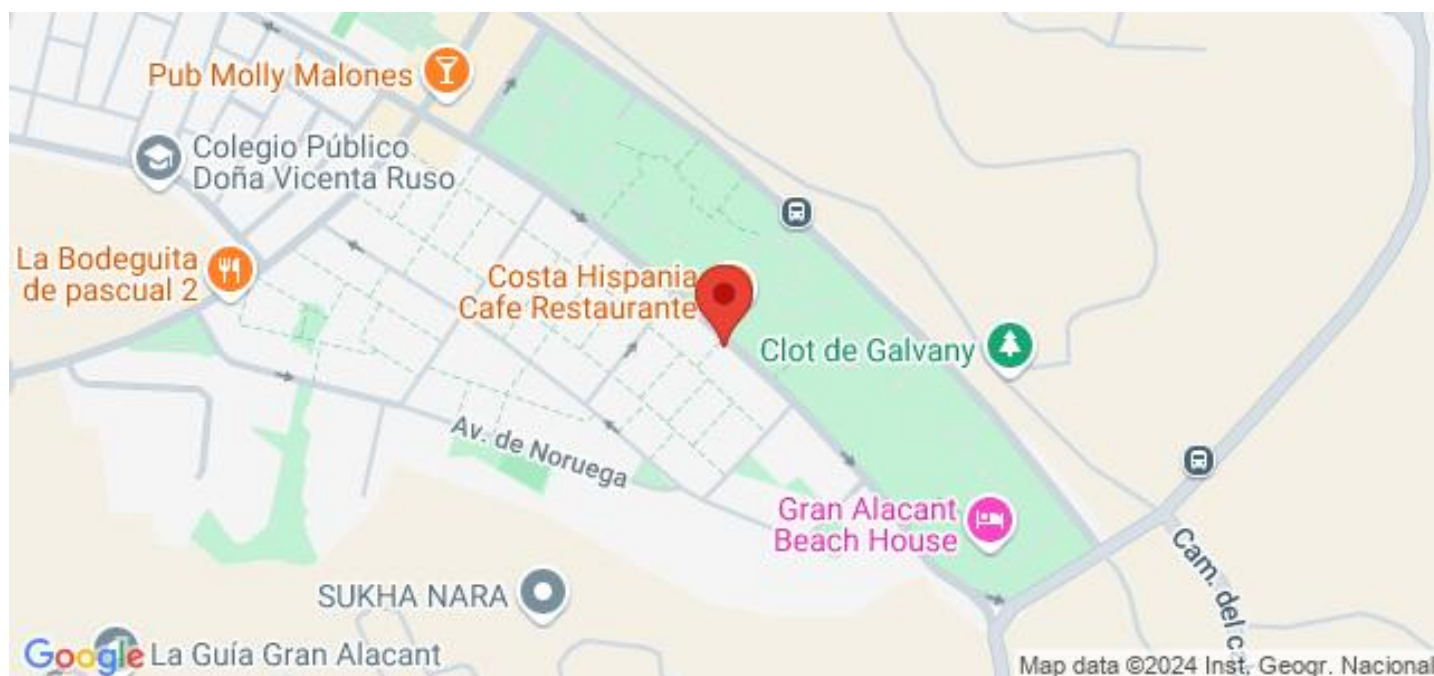 Pub Molly Malones
Colegio Público
Doña Vicenta Ruso
La Bodeguita
de pascual 2
Costa Hispania
Cafe Restaurante
Clot de Galvany
Av. de Noruega
Gran Alacant
Beach House
Cam. del
SUKHA NARA
Google
La Guía Gran Alacant
Map data ©2024 Inst. Geogr. Nacional